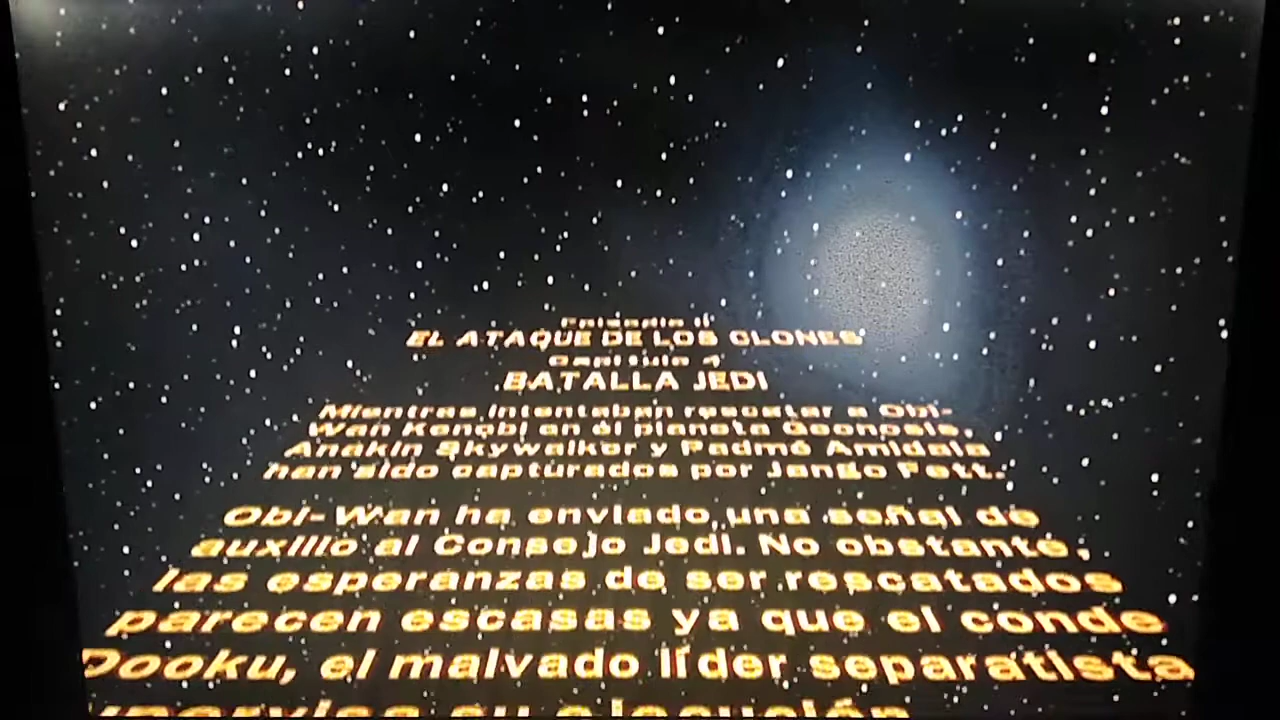 Episodio II
EL ATAQUE DE LOS CLONES
Capítulo 4
BATALLA JEDI
Mientras intentaban rescatar a Obi-
Wan Kenobi en el planeta Geonosis,
Anakin Skywalker y Padmé Amidala
han sido capturados por Jango Fett.
Obi-Wan ha enviado una señal de
auxilio al Consejo Jedi. No obstante,
las esperanzas de ser rescatados
parecen escasas ya que el conde
Dooku, el malvado líder separatista
supervisa su ejecución